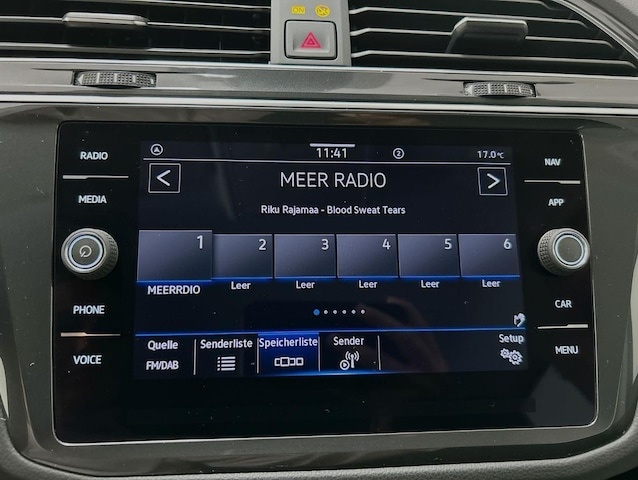 ON
RADIO
MEDIA
PHONE
VOICE
11:41
2
17.0°C
MEER RADIO
Riku Rajamaa - Blood Sweat Tears
1 2 3 4 5 6
MEERRDIO Leer Leer Leer Leer Leer
Quelle Senderliste Speicherliste Sender Setup
FM/DAB
NAV
APP
CAR
MENU